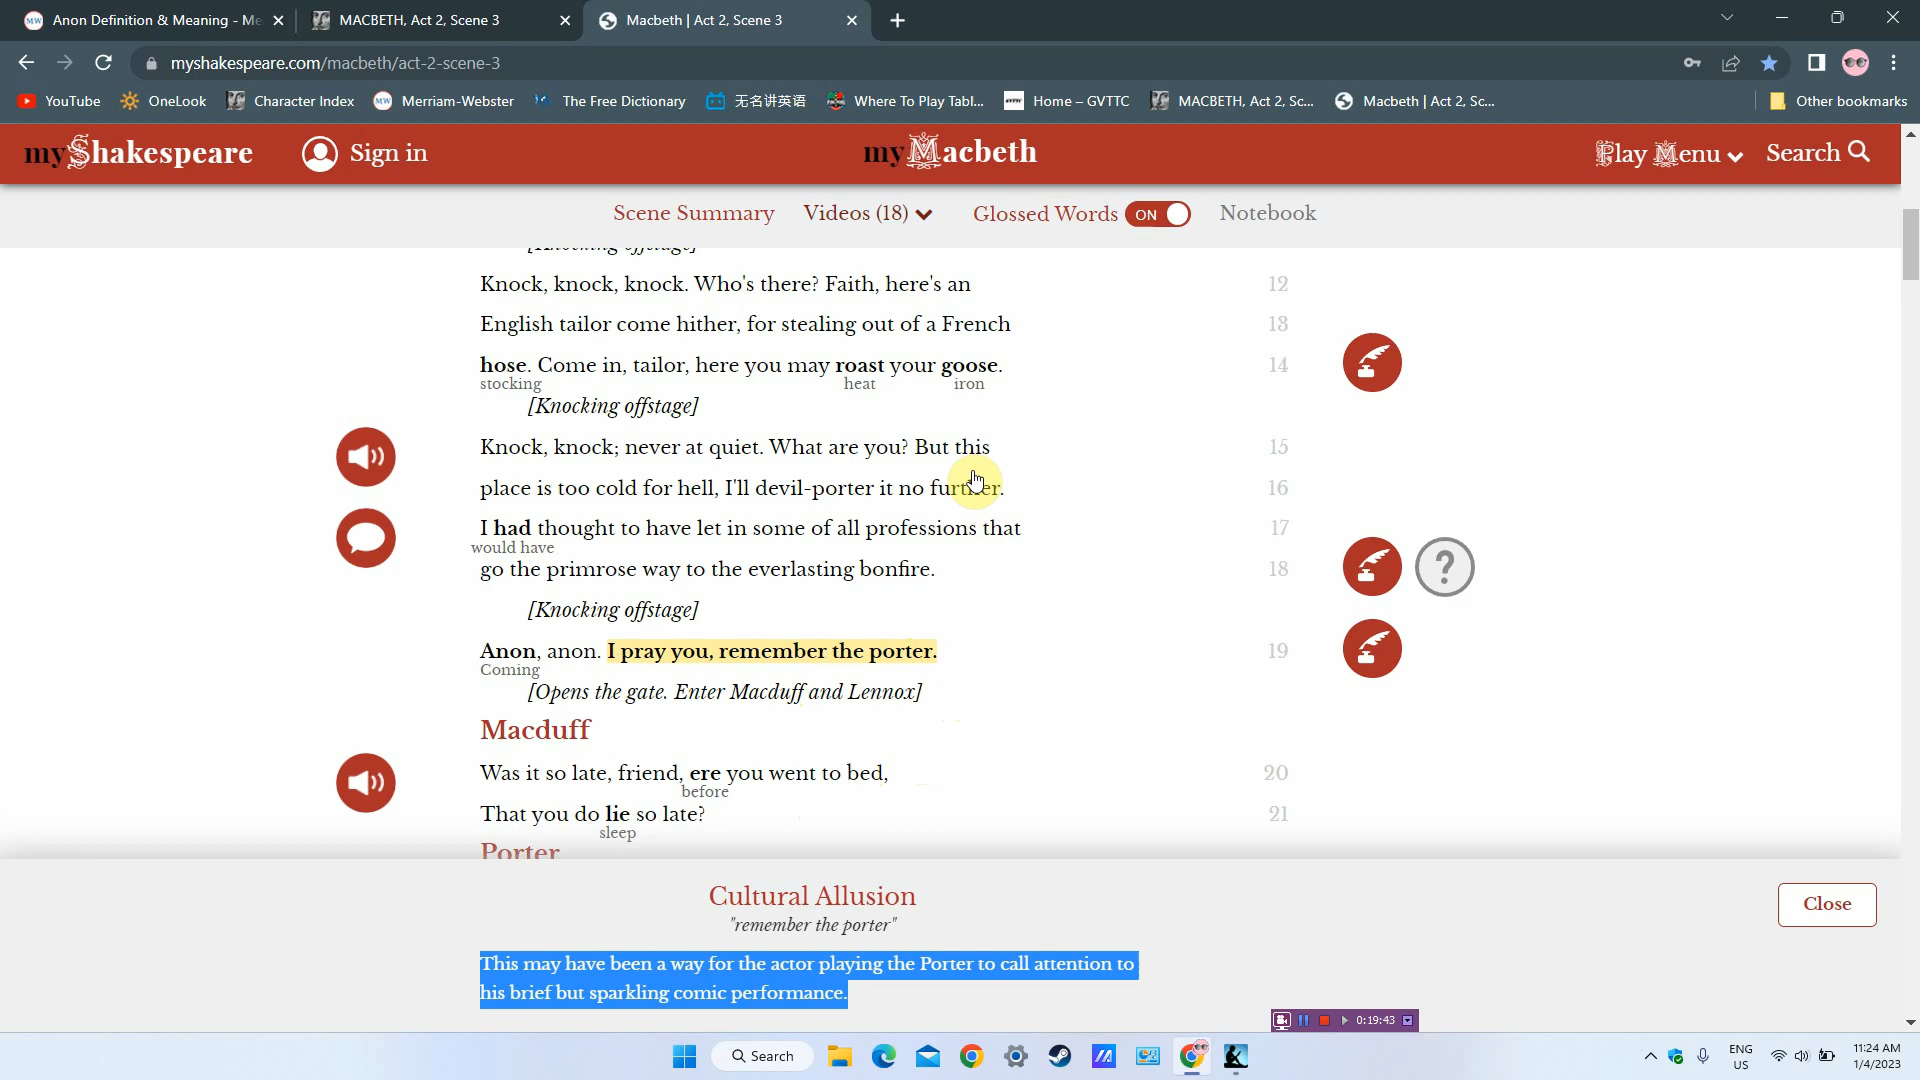 Anon Definition & Meaning - Me
MACBETH, Act 2, Scene 3
Macbeth | Act 2, Scene 3
myshakespeare.com/macbeth/act-2-scene-3
YouTube
OneLook
Character Index
Merriam-Webster
The Free Dictionary
无名讲英语
Where To Play Tabl...
Home – GVTTC
MACBETH, Act 2, Sc...
Macbeth | Act 2, Sc...
Other bookmarks
myShakespeare
Sign in
myMacbeth
Play Menu
Search
Scene Summary
Videos (18)
Glossed Words ON
Notebook
[Knocking offstage]
Knock, knock, knock. Who's there? Faith, here's an 12
English tailor come hither, for stealing out of a French 13
hose. Come in, tailor, here you may roast your goose. 14
stocking heat iron
[Knocking offstage]
Knock, knock; never at quiet. What are you? But this 15
place is too cold for hell, I'll devil-porter it no further. 16
I had thought to have let in some of all professions that 17
would have
go the primrose way to the everlasting bonfire. 18
?
[Knocking offstage]
Anon, anon. I pray you, remember the porter. 19
Coming
[Opens the gate. Enter Macduff and Lennox]
Macduff
Was it so late, friend, ere you went to bed, 20
before
That you do lie so late? 21
sleep
Porter
Cultural Allusion
"remember the porter"
Close
This may have been a way for the actor playing the Porter to call attention to
his brief but sparkling comic performance.
0:19:43
Search
ENG
US
11:24 AM
1/4/2023